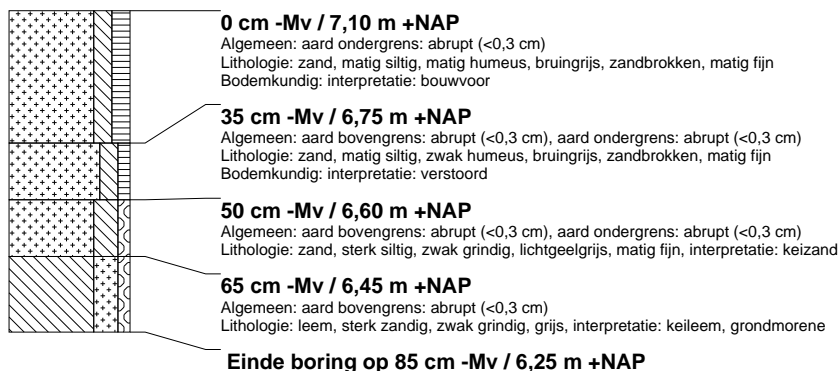 0 cm -Mv / 7,10 m +NAP
Algemeen: aard ondergrens: abrupt (<0,3 cm)
Lithologie: zand, matig siltig, matig humeus, bruingrijs, zandbrokken, matig fijn
Bodemkundig: interpretatie: bouwvoor
35 cm -Mv / 6,75 m +NAP
Algemeen: aard bovengrens: abrupt (<0,3 cm), aard ondergrens: abrupt (<0,3 cm)
Lithologie: zand, matig siltig, zwak humeus, bruingrijs, zandbrokken, matig fijn
Bodemkundig: interpretatie: verstoord
50 cm -Mv / 6,60 m +NAP
Algemeen: aard bovengrens: abrupt (<0,3 cm), aard ondergrens: abrupt (<0,3 cm)
Lithologie: zand, sterk siltig, zwak grindig, lichtgeelgrijs, matig fijn, interpretatie: keizand
65 cm -Mv / 6,45 m +NAP
Algemeen: aard bovengrens: abrupt (<0,3 cm)
Lithologie: leem, sterk zandig, zwak grindig, grijs, interpretatie: keileem, grondmorene
Einde boring op 85 cm -Mv / 6,25 m +NAP